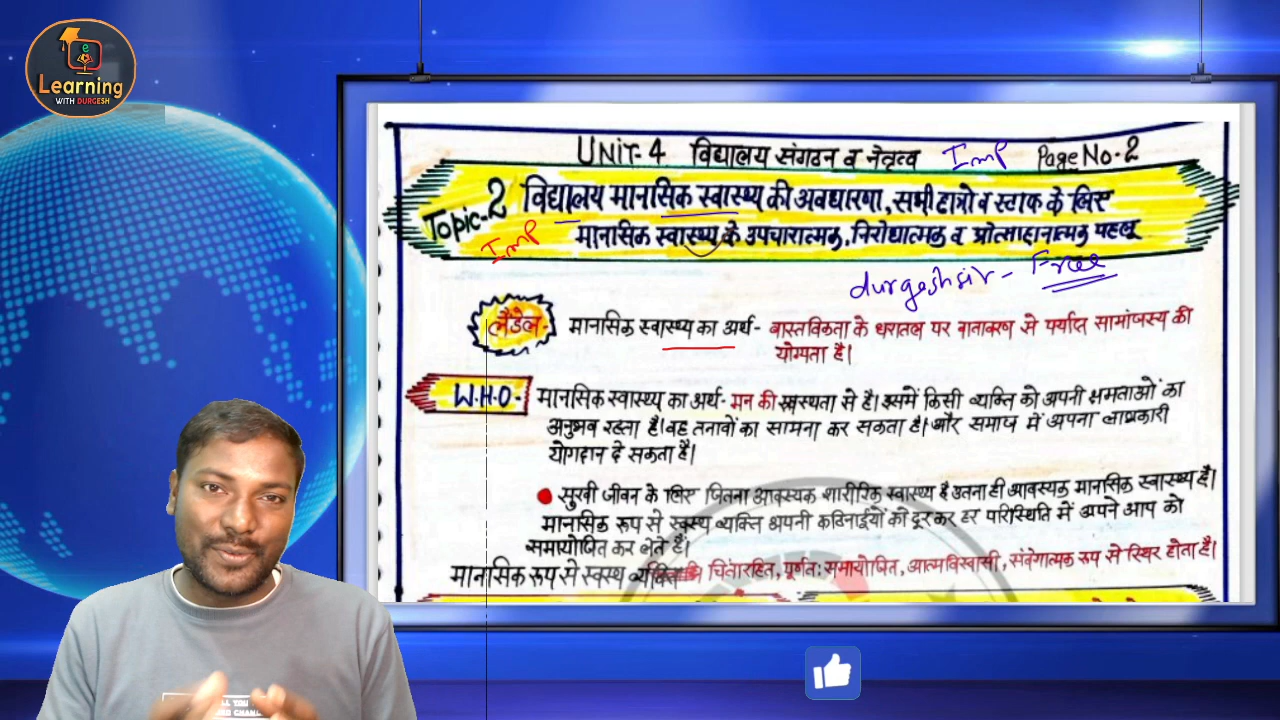 e
Learning
WITH DURGESH
UNIT-4 विद्यालय संगठन व नेतृत्व Imp Page No-2
Topic-2 विद्यालय मानसिक स्वास्थ्य की अवधारणा, सभी छात्रो व स्टाफ के लिए
Imp मानसिक स्वास्थ्य के उपचारात्मक, निरोधात्मक व प्रोत्साहनात्मक पहलू
durgeshsir - Free
लैंडेल- मानसिक स्वास्थ्य का अर्थ- वास्तविकता के धरातल पर वातावरण से पर्याप्त सामांजस्य की
योग्यता है।
W.H.O- मानसिक स्वास्थ्य का अर्थ- मन की स्वस्थता से है। इसमें किसी व्यक्ति को अपनी क्षमताओं का
अनुभव रहता है। वह तनावों का सामना कर सकता है। और समाज में अपना लाभकारी
योगदान दे सकता है।
सुखी जीवन के लिए जितना आवश्यक शारीरिक स्वास्थ्य है उतना ही आवश्यक मानसिक स्वास्थ्य है।
मानसिक रूप से स्वस्थ व्यक्ति अपनी कठिनाईयों को दूर कर हर परिस्थिति में अपने आप को
समायोजित कर लेते हैं।
मानसिक रूप से स्वस्थ व्यक्ति चिंतारहित, पूर्णतः समायोजित, आत्मविश्वासी, संवेगात्मक रूप से स्थिर होता है।